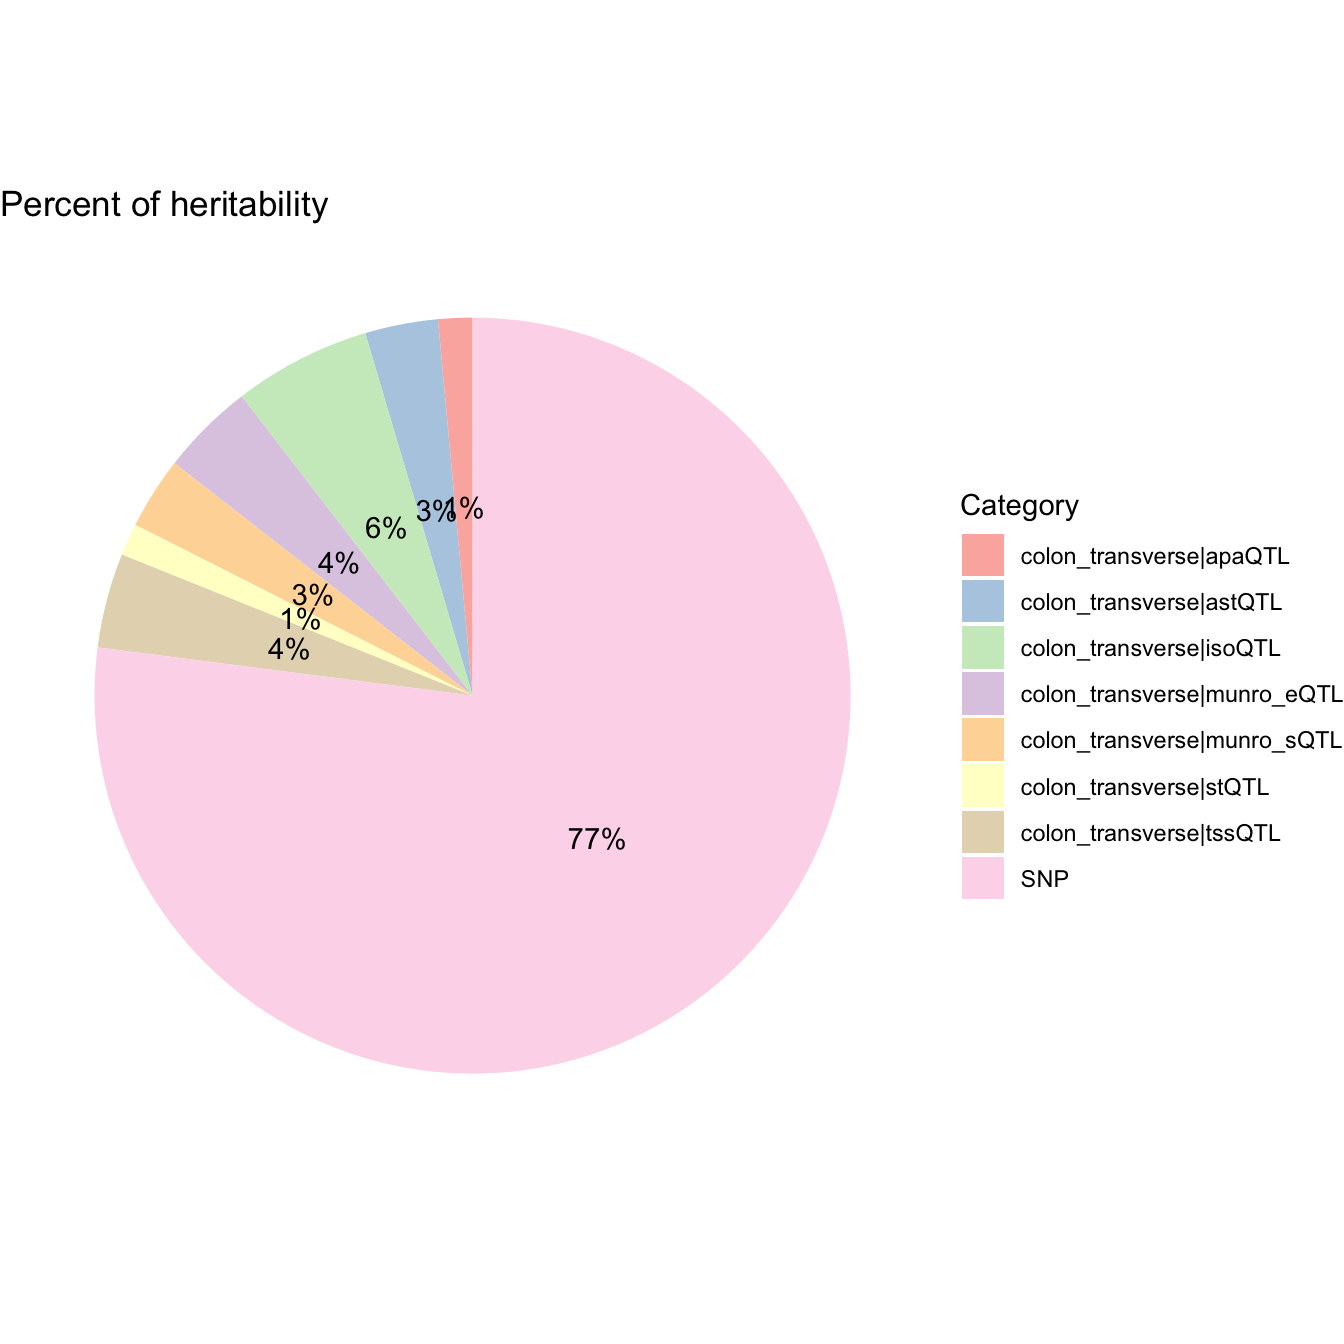 Percent of heritability
3%
1%
6%
4%
3%
1%
4%
77%
Category
colon_transverse|apaQTL
colon_transverse|astQTL
colon_transverse|isoQTL
colon_transverse|munro_eQTL
colon_transverse|munro_sQTL
colon_transverse|stQTL
colon_transverse|tssQTL
SNP